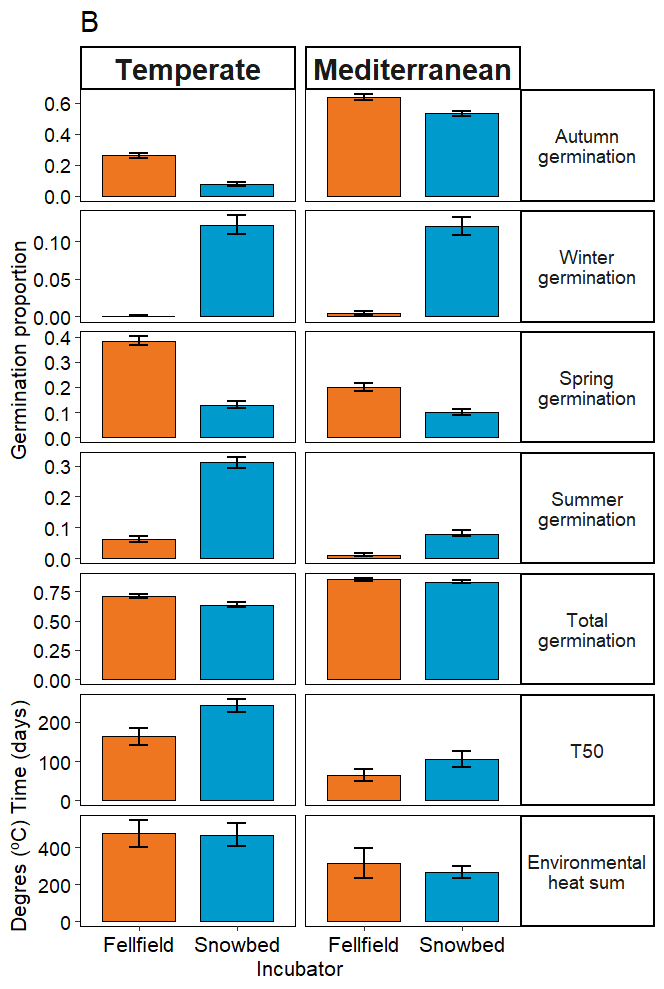 B
Temperate
Mediterranean
0.6
0.4
0.2
0.0
Autumn
germination
0.10
0.05
0.00
Winter
germination
Germination proportion
0.4
0.3
0.2
0.1
0.0
Spring
germination
0.3
0.2
0.1
0.0
Summer
germination
0.75
0.50
0.25
0.00
Total
germination
Time (days)
200
100
0
T50
Degres (ºC)
400
200
0
Environmental
heat sum
Fellfield
Snowbed
Fellfield
Snowbed
Incubator